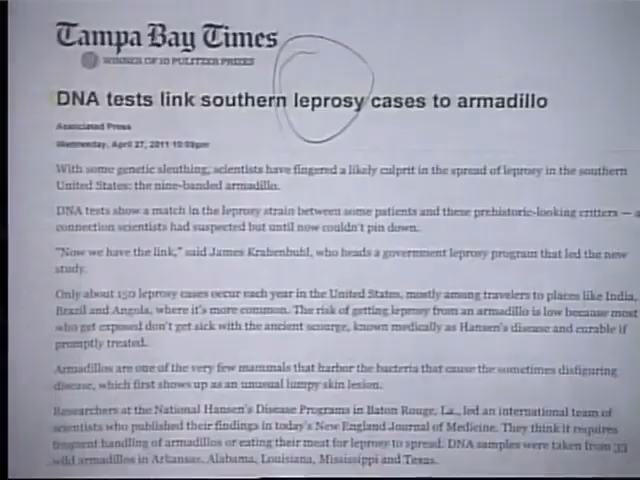 Tampa Bay Times
WINNER OF 10 PULITZER PRIZES
DNA tests link southern leprosy cases to armadillo
Associated Press
Wednesday, April 27, 2011 10:09pm
With some genetic sleuthing, scientists have fingered a likely culprit in the spread of leprosy in the southern
United States: the nine-banded armadillo.
DNA tests show a match in the leprosy strain between some patients and these prehistoric-looking critters — a
connection scientists had suspected but until now couldn't pin down.
"Now we have the link," said James Krahenbuhl, who heads a government leprosy program that led the new
study.
Only about 150 leprosy cases occur each year in the United States, mostly among travelers to places like India,
Brazil and Angola, where it's more common. The risk of getting leprosy from an armadillo is low because most
who get exposed don't get sick with the ancient scourge, known medically as Hansen's disease and curable if
promptly treated.
Armadillos are one of the very few mammals that harbor the bacteria that cause the sometimes disfiguring
disease, which first shows up as an unusual lumpy skin lesion.
Researchers at the National Hansen's Disease Programs in Baton Rouge, La., led an international team of
scientists who published their findings in today's New England Journal of Medicine. They think it requires
frequent handling of armadillos or eating their meat for leprosy to spread. DNA samples were taken from 33
wild armadillos in Arkansas, Alabama, Louisiana, Mississippi and Texas.